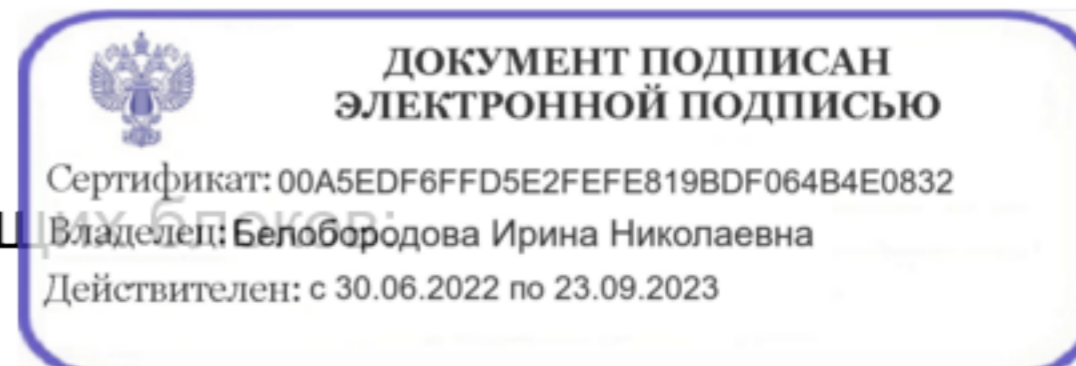 ДОКУМЕНТ ПОДПИСАН
ЭЛЕКТРОННОЙ ПОДПИСЬЮ
Сертификат: 00A5EDF6FFD5E2FEFE819BDF064B4E0832
Владелец: Белобородова Ирина Николаевна
Действителен: с 30.06.2022 по 23.09.2023